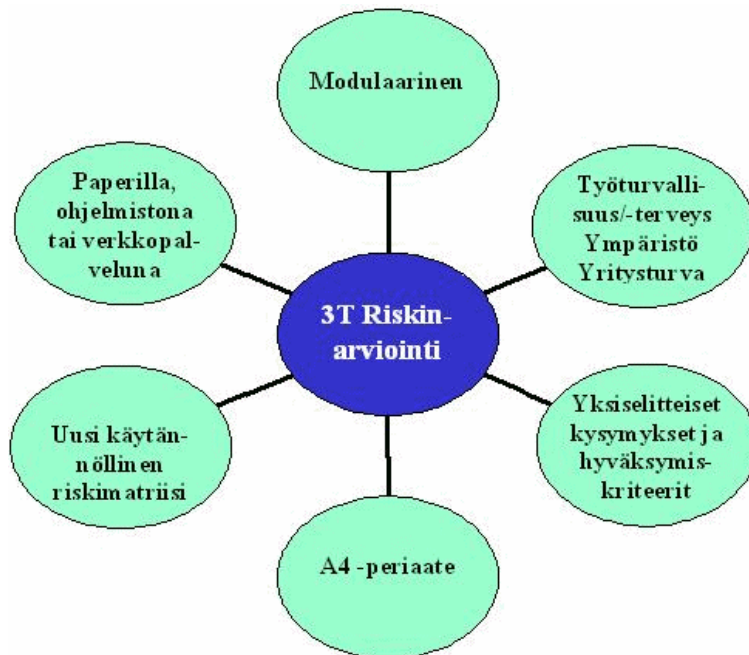 Modulaarinen
Paperilla,
ohjelmistona
tai verkkopal-
veluna
Työturvalli-
suus/-terveys
Ympäristö
Yritysturva
3T Riskin-
arviointi
Uusi käytän-
nöllinen
riskimatriisi
Yksiselitteiset
kysymykset ja
hyväksymis-
kriteerit
A4 -periaate